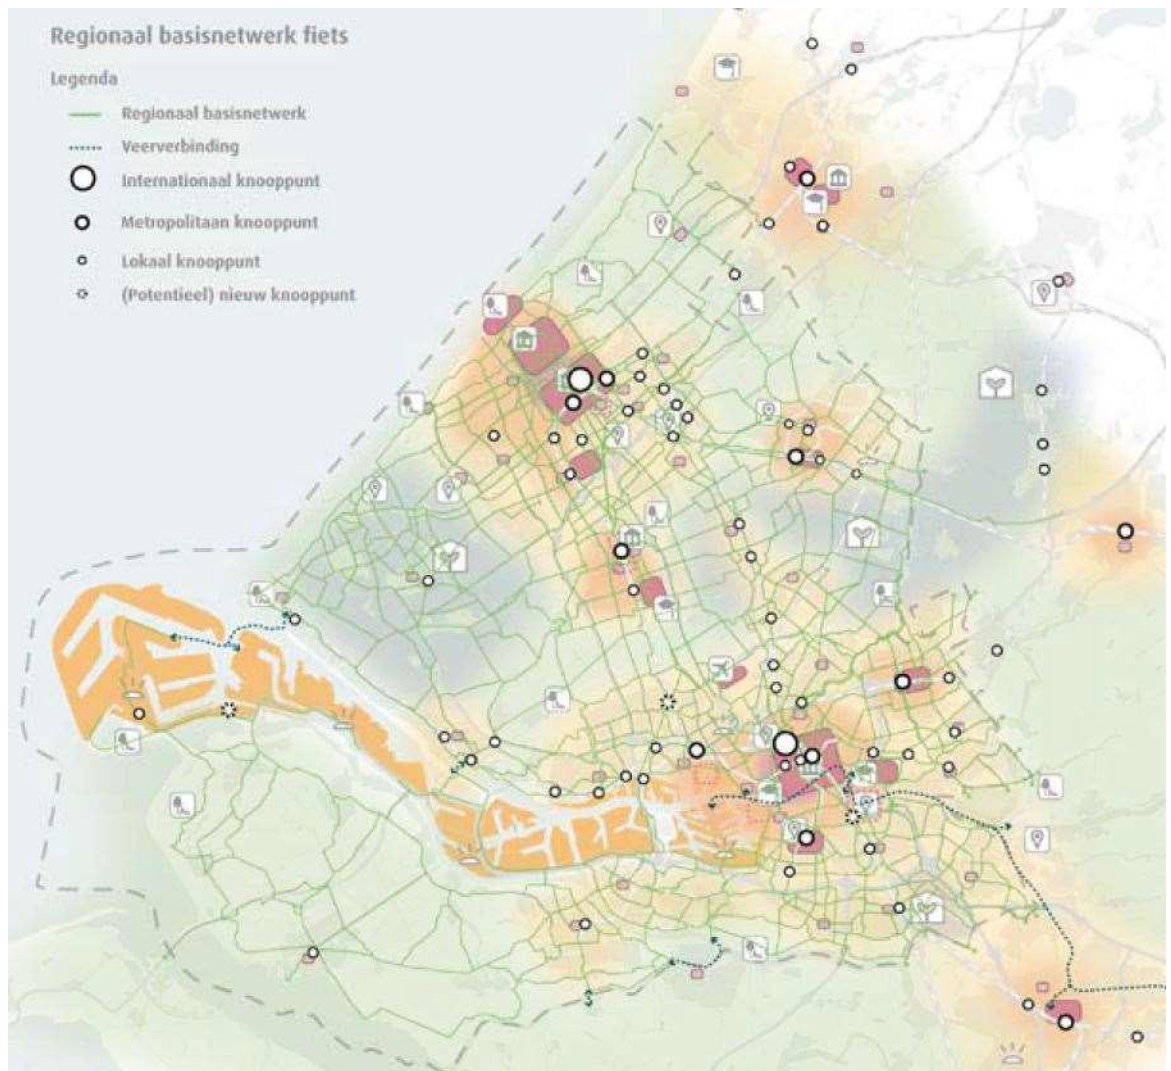 Regionaal basisnetwerk fiets
Legenda
Regionaal basisnetwerk
Veerverbinding
Internationaal knooppunt
Metropolitaan knooppunt
Lokaal knooppunt
(Potentieel) nieuw knooppunt